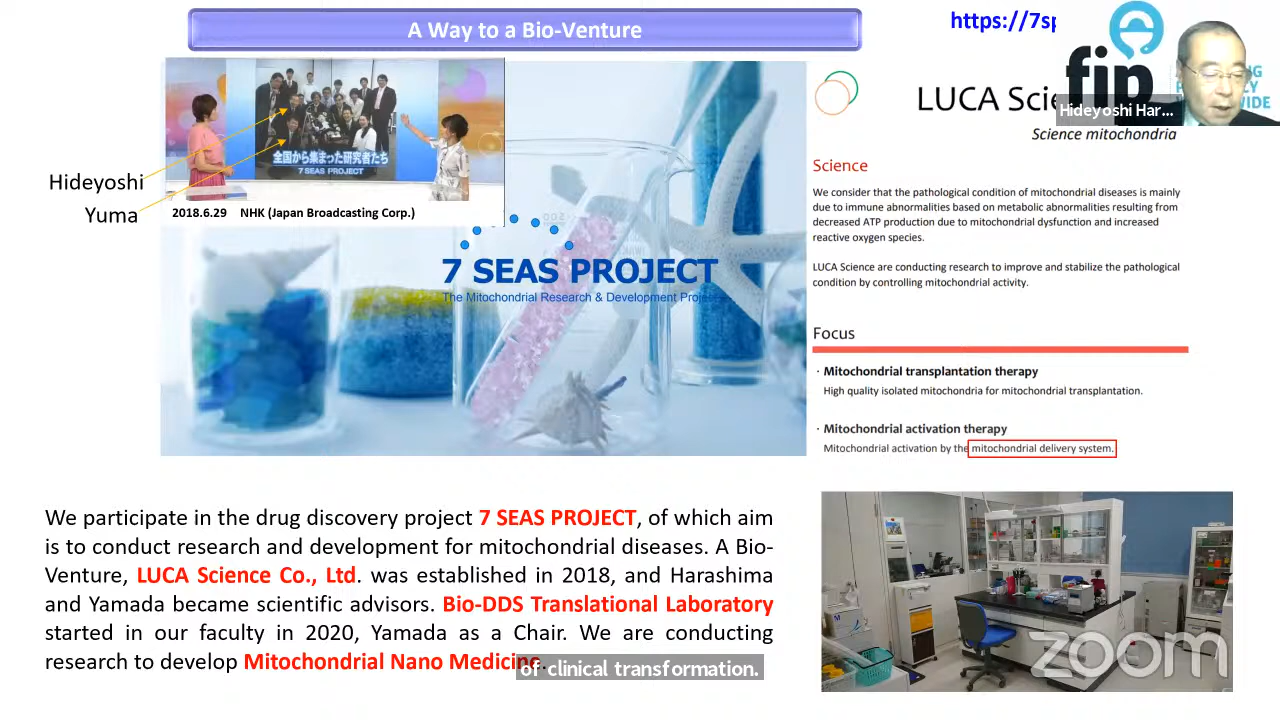 A Way to a Bio-Venture
https://7sp
fip
WIDE
Hideyoshi Har...
LUCA Scie
Science mitochondria
全国から集まった研究者たち
7 SEAS PROJECT
Hideyoshi
Yuma
2018.6.29 NHK (Japan Broadcasting Corp.)
7 SEAS PROJECT
The Mitochondrial Research & Development Project
Science
We consider that the pathological condition of mitochondrial diseases is mainly
due to immune abnormalities based on metabolic abnormalities resulting from
decreased ATP production due to mitochondrial dysfunction and increased
reactive oxygen species.
LUCA Science are conducting research to improve and stabilize the pathological
condition by controlling mitochondrial activity.
Focus
· Mitochondrial transplantation therapy
High quality isolated mitochondria for mitochondrial transplantation.
· Mitochondrial activation therapy
Mitochondrial activation by the mitochondrial delivery system.
We participate in the drug discovery project 7 SEAS PROJECT, of which aim
is to conduct research and development for mitochondrial diseases. A Bio-
Venture, LUCA Science Co., Ltd. was established in 2018, and Harashima
and Yamada became scientific advisors. Bio-DDS Translational Laboratory
started in our faculty in 2020, Yamada as a Chair. We are conducting
research to develop Mitochondrial Nano Medicine.
of clinical transformation.
zoom